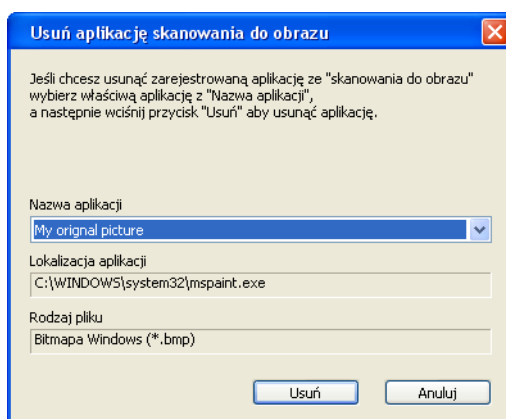 Usuń aplikację skanowania do obrazu
Jeśli chcesz usunąć zarejestrowaną aplikację ze "skanowania do obrazu"
wybierz właściwą aplikację z "Nazwa aplikacji",
a następnie wciśnij przycisk "Usuń" aby usunąć aplikację.
Nazwa aplikacji
My orignal picture
Lokalizacja aplikacji
C:\WINDOWS\system32\mspaint.exe
Rodzaj pliku
Bitmapa Windows (*.bmp)
Usuń
Anuluj